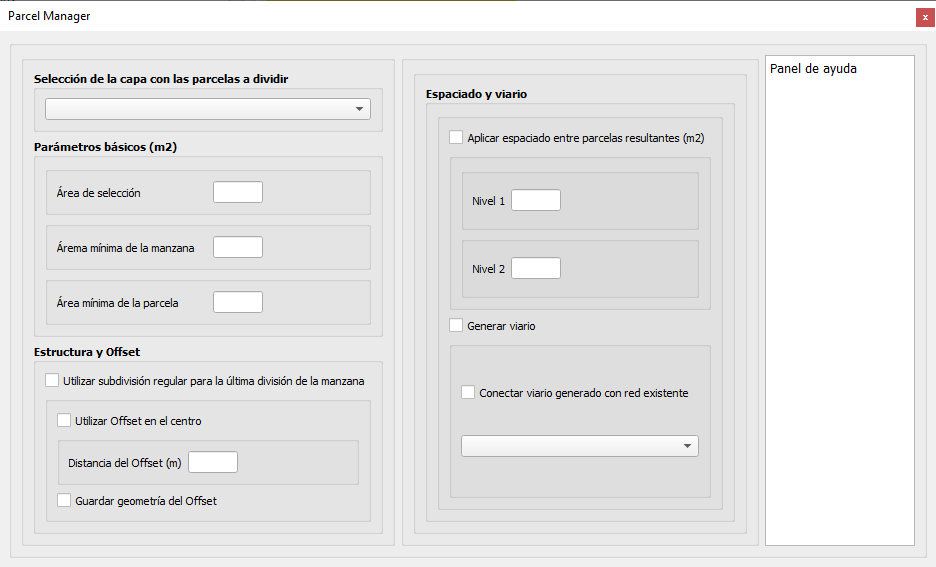 Parcel Manager
Selección de la capa con las parcelas a dividir
Parámetros básicos (m2)
Área de selección
Árema mínima de la manzana
Área mínima de la parcela
Estructura y Offset
Utilizar subdivisión regular para la última división de la manzana
Utilizar Offset en el centro
Distancia del Offset (m)
Guardar geometría del Offset
Espaciado y viario
Aplicar espaciado entre parcelas resultantes (m2)
Nivel 1
Nivel 2
Generar viario
Conectar viario generado con red existente
Panel de ayuda